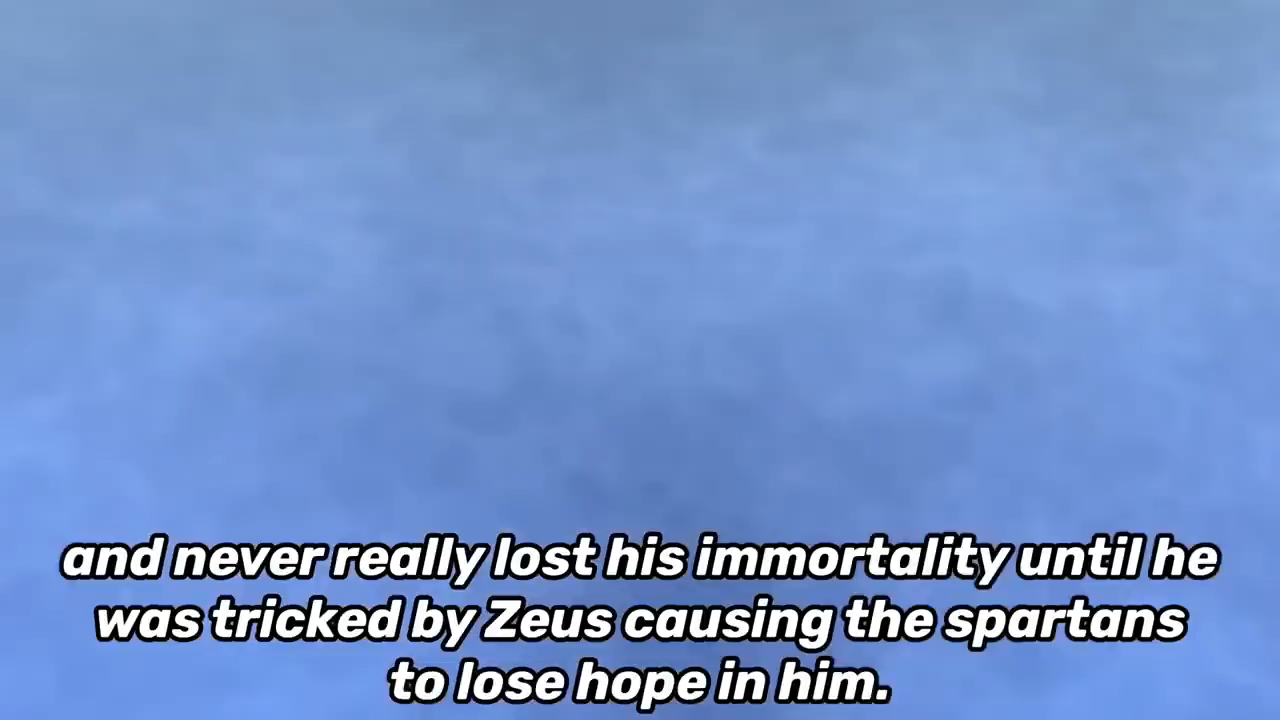 and never really lost his immortality until he
was tricked by Zeus causing the spartans
to lose hope in him.